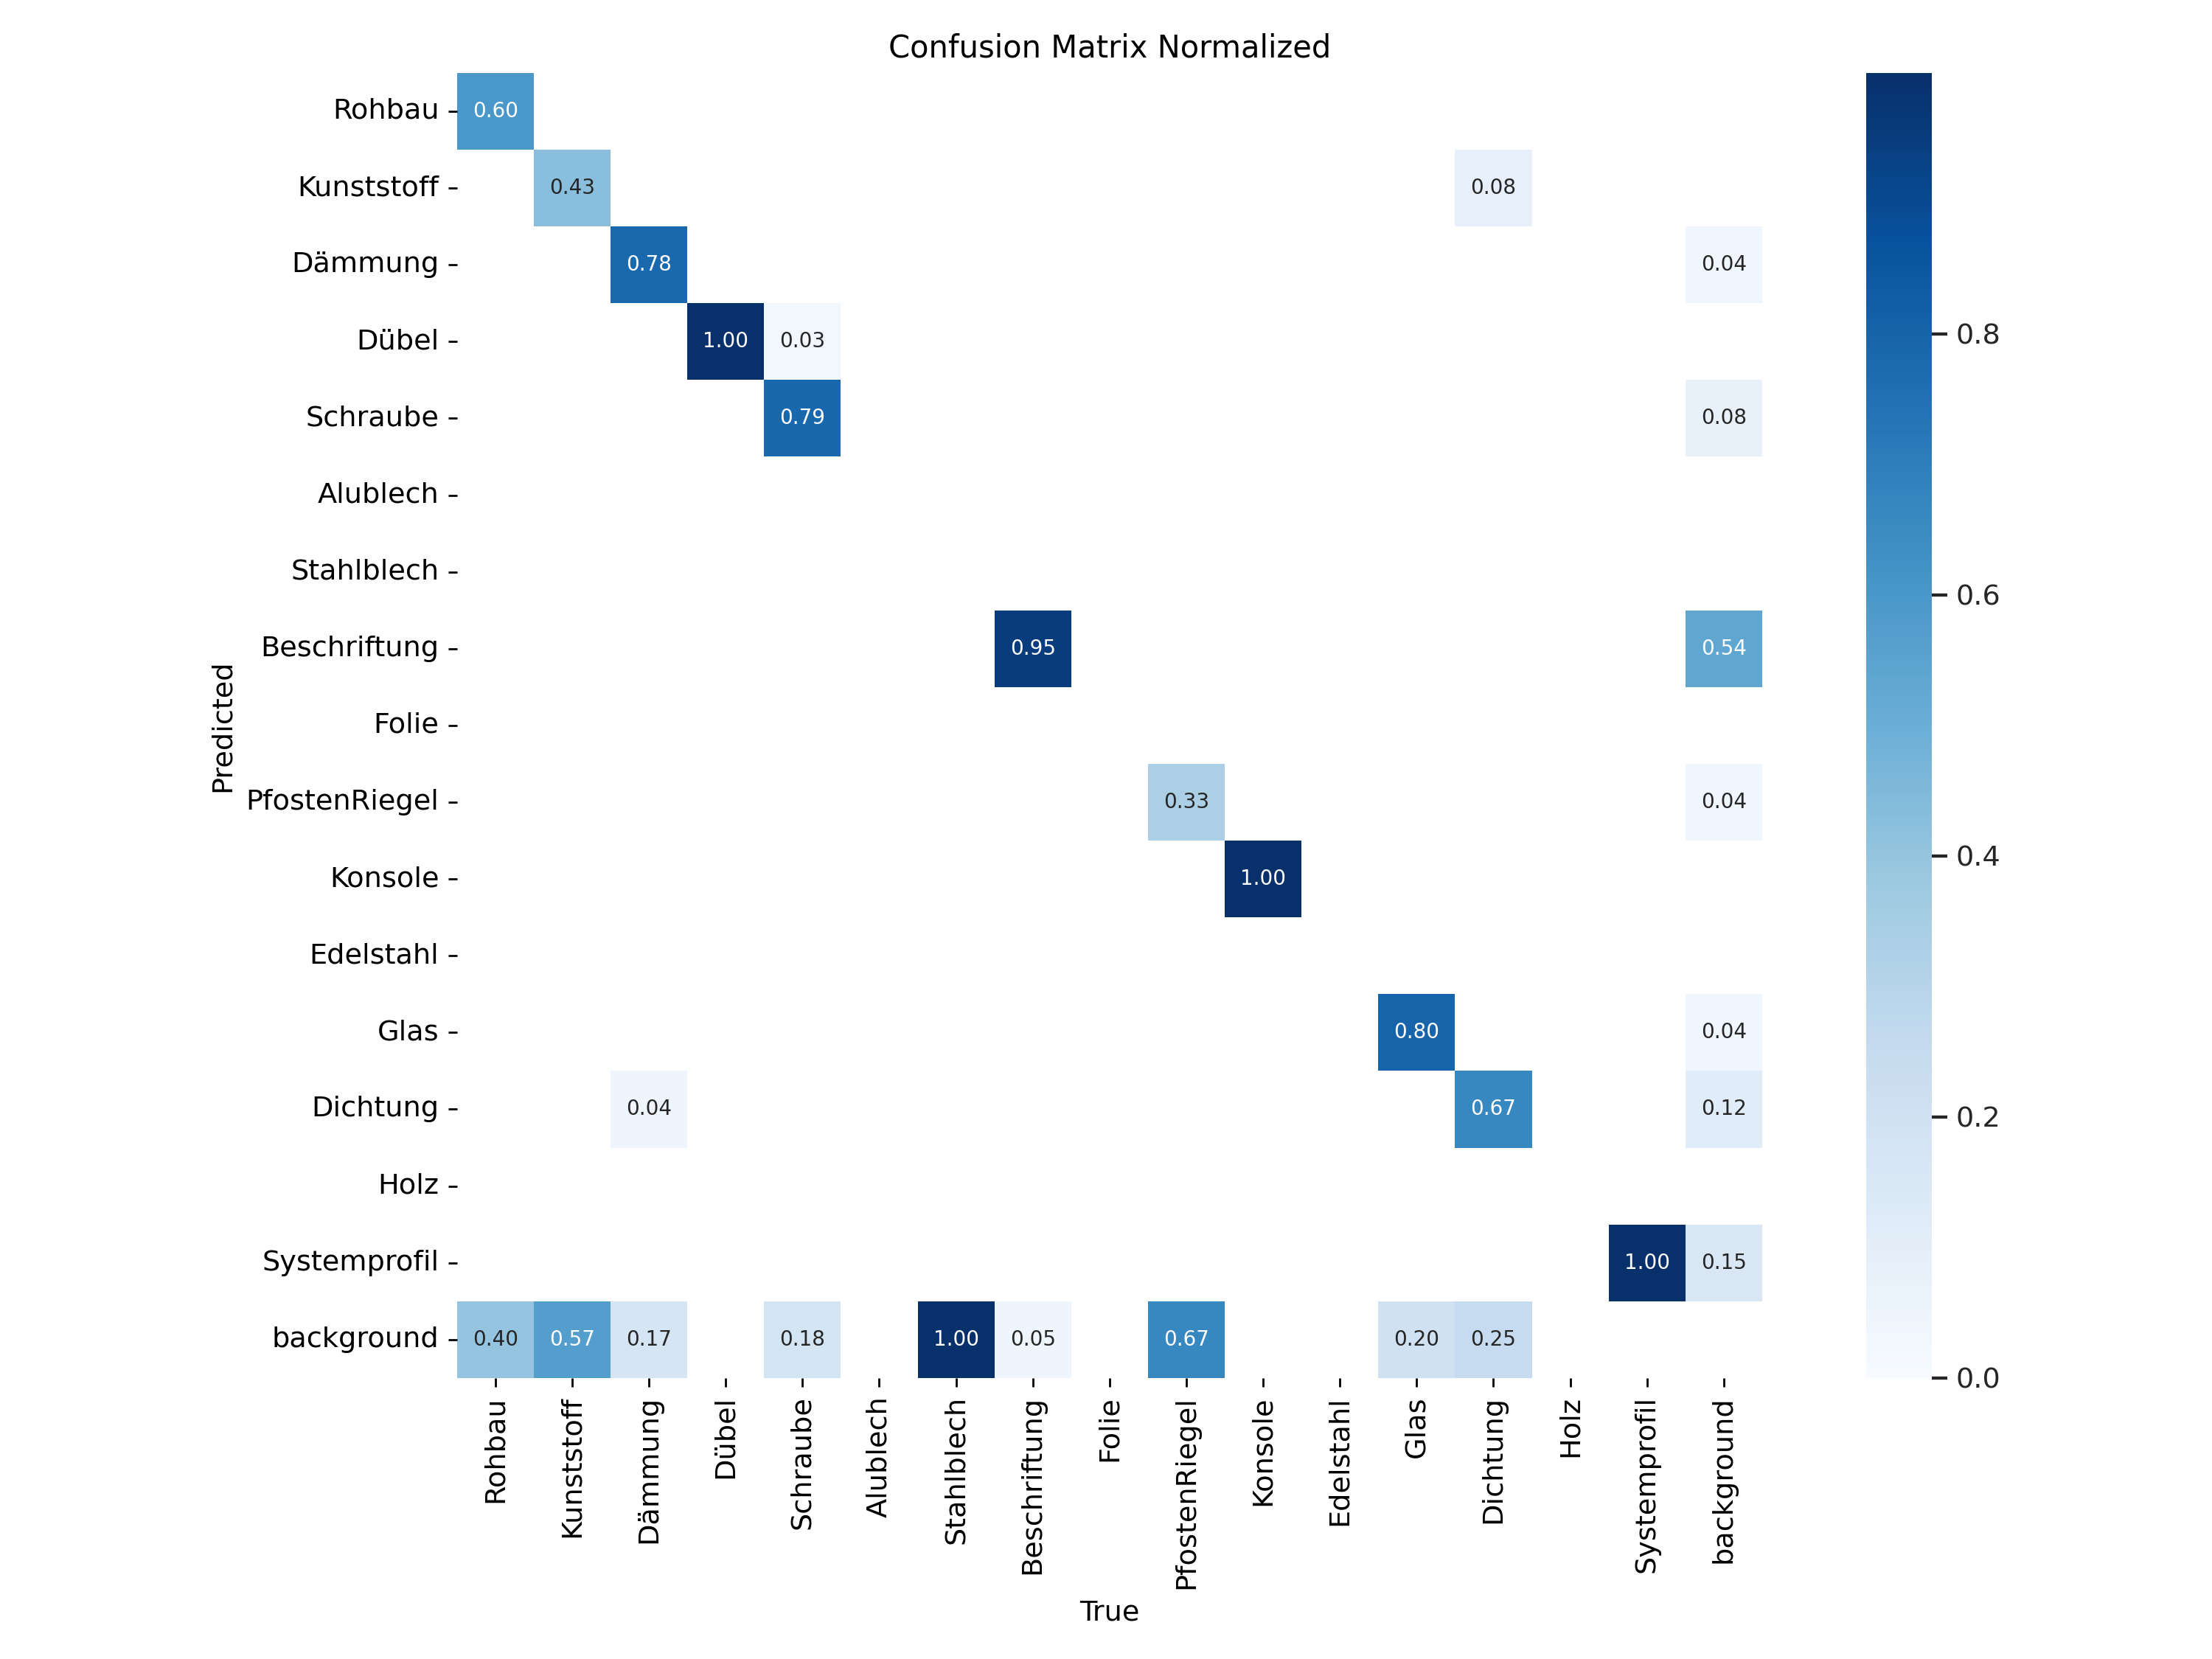 Confusion Matrix Normalized
Rohbau 0.60
Kunststoff 0.43 0.08
Dämmung 0.78 0.04
Dübel 1.00 0.03
Schraube 0.79 0.08
Alublech
Stahlblech
Beschriftung 0.95 0.54
Folie
PfostenRiegel 0.33 0.04
Konsole 1.00
Edelstahl
Glas 0.80 0.04
Dichtung 0.04 0.67 0.12
Holz
Systemprofil 1.00 0.15
background 0.40 0.57 0.17 0.18 1.00 0.05 0.67 0.20 0.25
Predicted
Rohbau
Kunststoff
Dämmung
Dübel
Schraube
Alublech
Stahlblech
Beschriftung
Folie
PfostenRiegel
Konsole
Edelstahl
Glas
Dichtung
Holz
Systemprofil
background
True
0.8
0.6
0.4
0.2
0.0